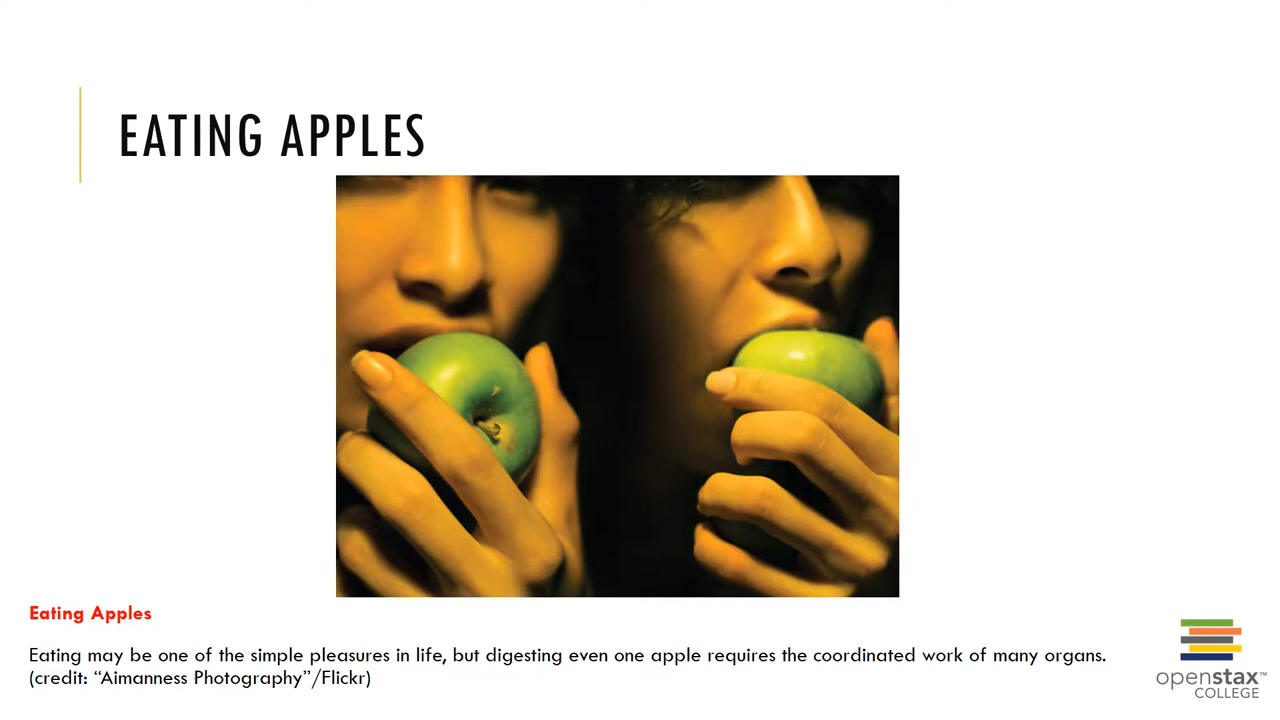 EATING APPLES
Eating Apples
Eating may be one of the simple pleasures in life, but digesting even one apple requires the coordinated work of many organs.
(credit: “Aimanness Photography”/Flickr)
openstax™
COLLEGE